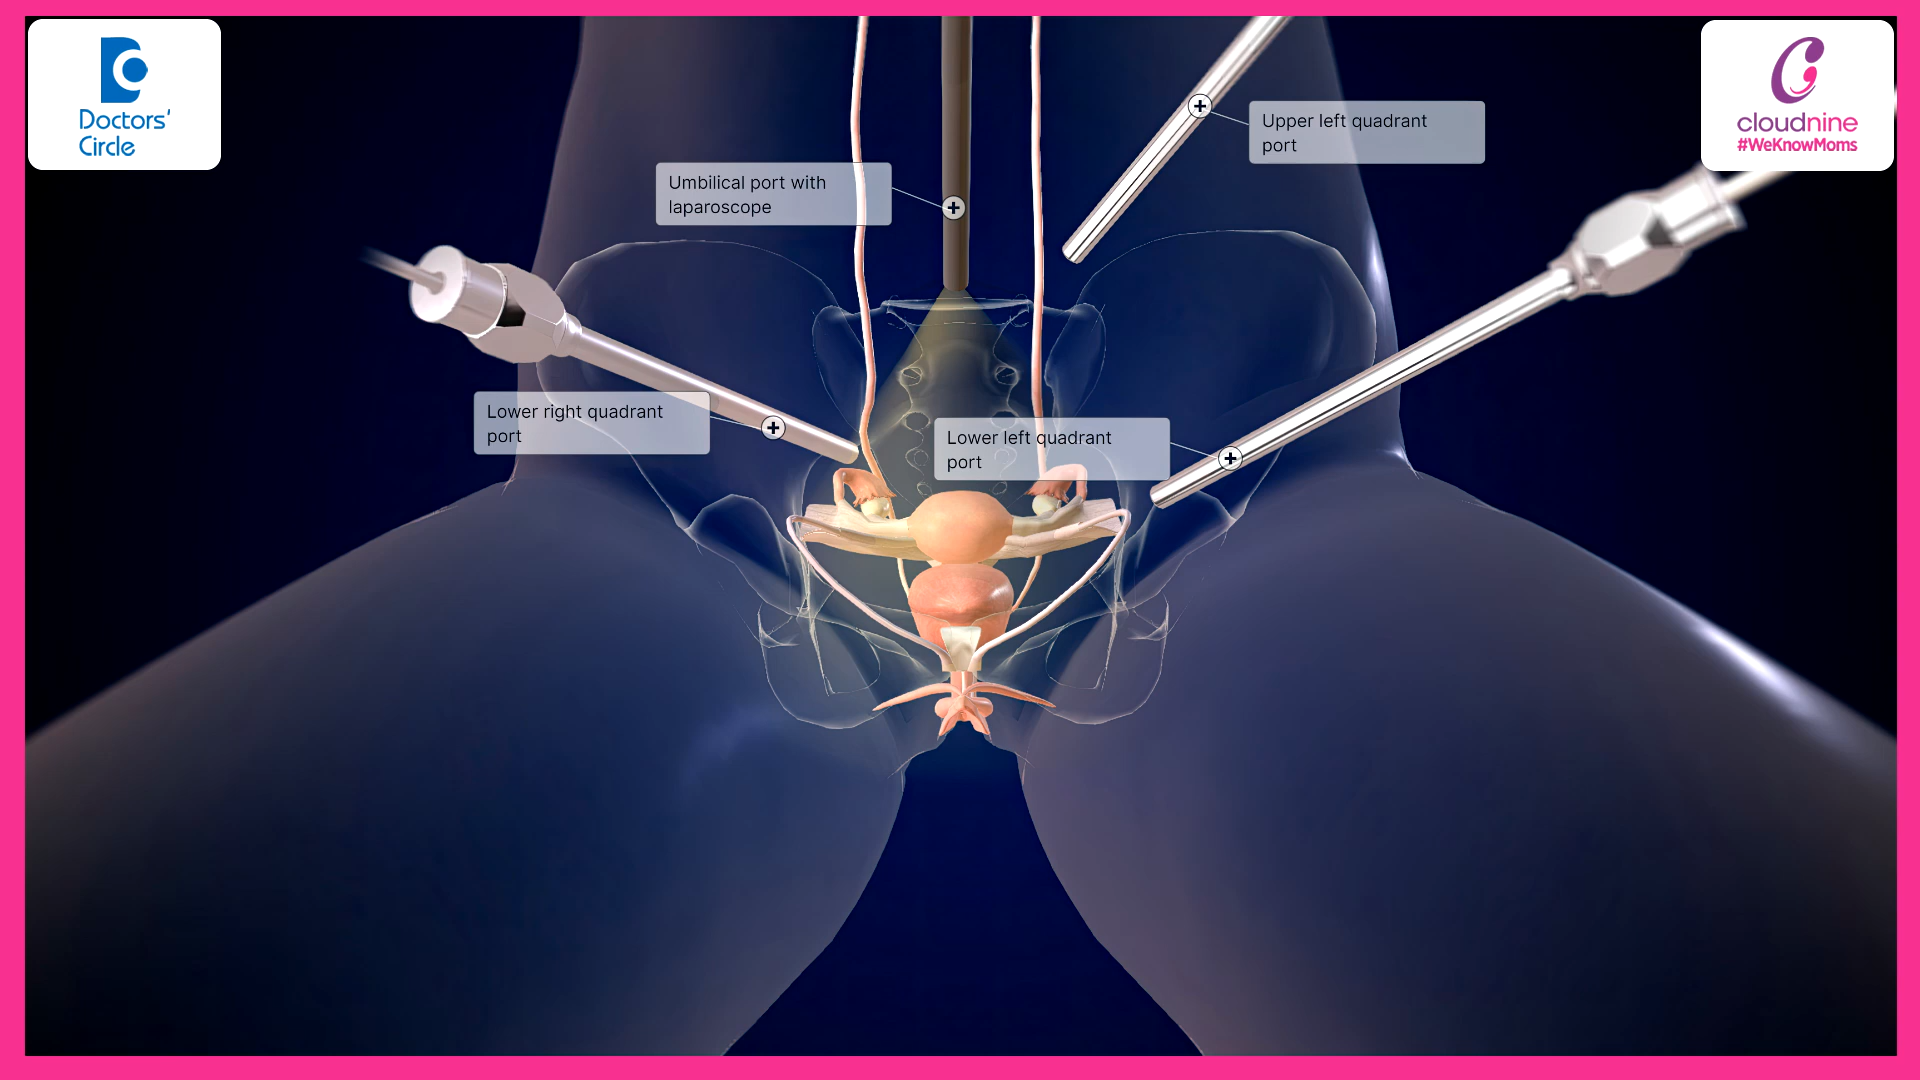 Doctors'
Circle
cloudnine
#WeKnowMoms
Upper left quadrant
port
Umbilical port with
laparoscope
Lower right quadrant
port
Lower left quadrant
port